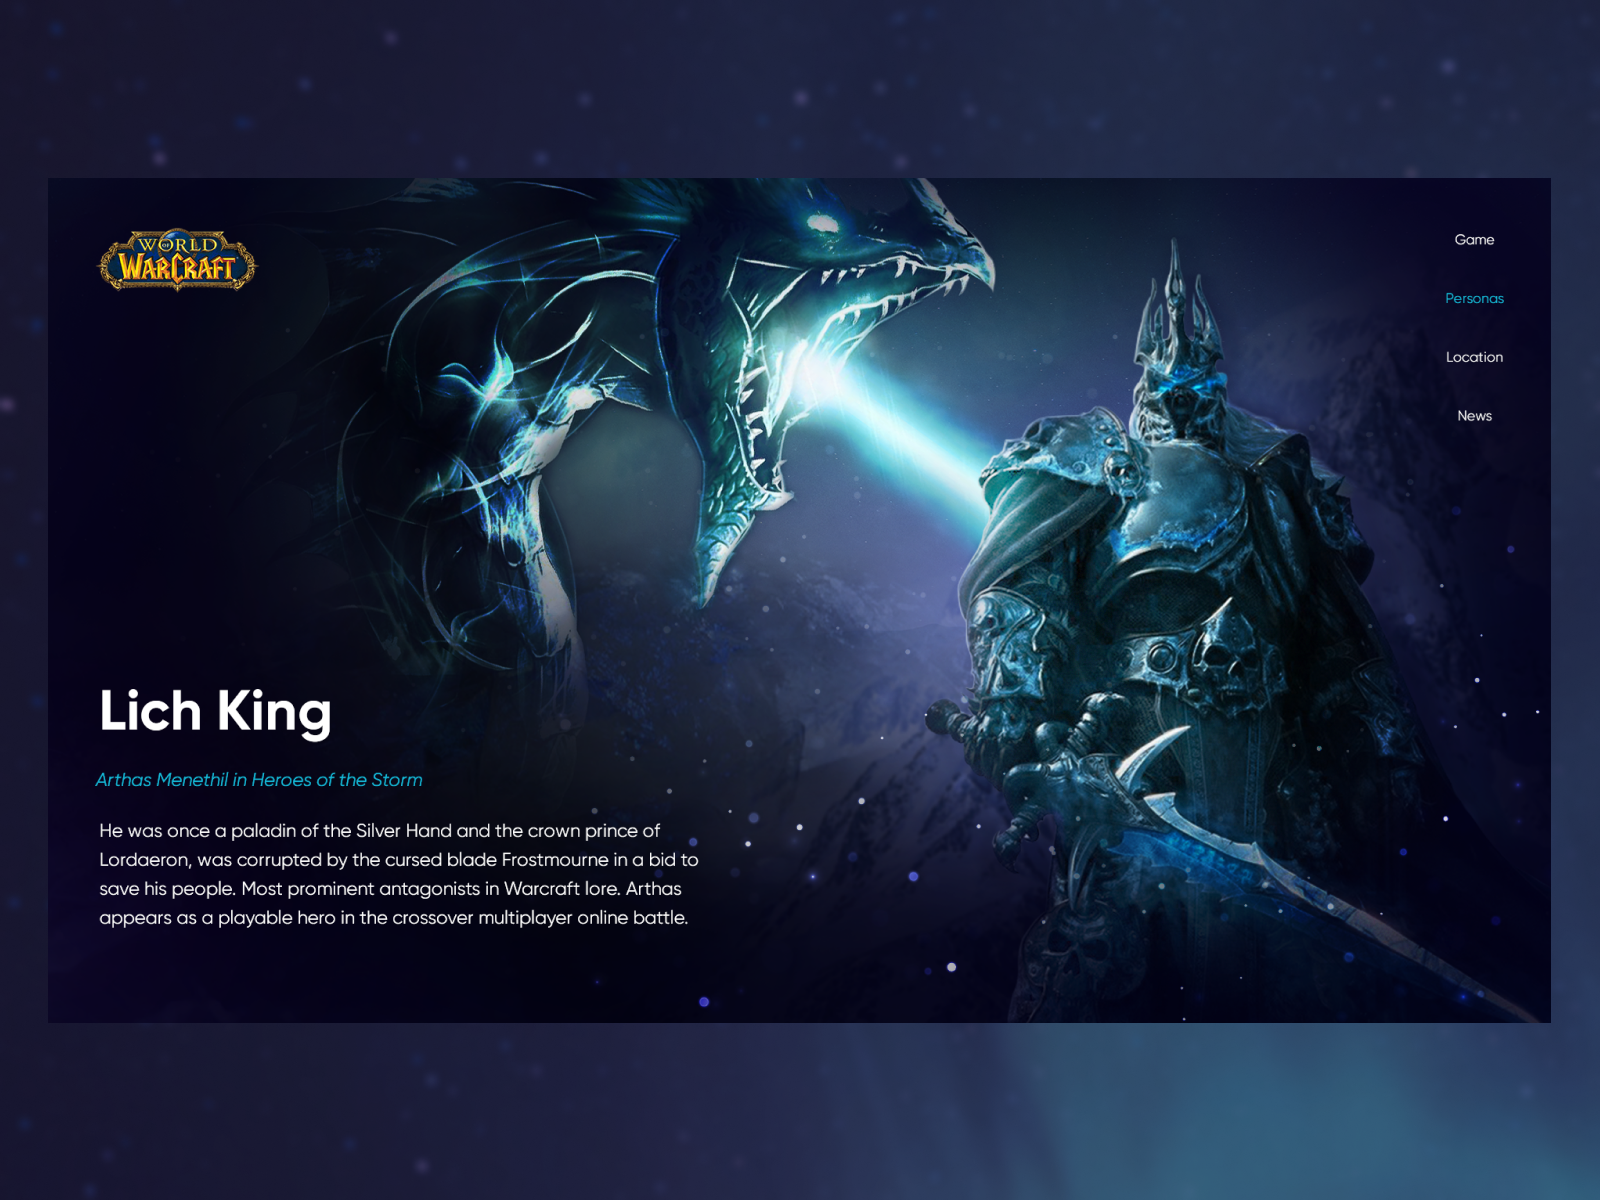 WORLD OF
WARCRAFT
Game
Personas
Location
News
Lich King
Arthas Menethil in Heroes of the Storm
He was once a paladin of the Silver Hand and the crown prince of
Lordaeron, was corrupted by the cursed blade Frostmourne in a bid to
save his people. Most prominent antagonists in Warcraft lore. Arthas
appears as a playable hero in the crossover multiplayer online battle.